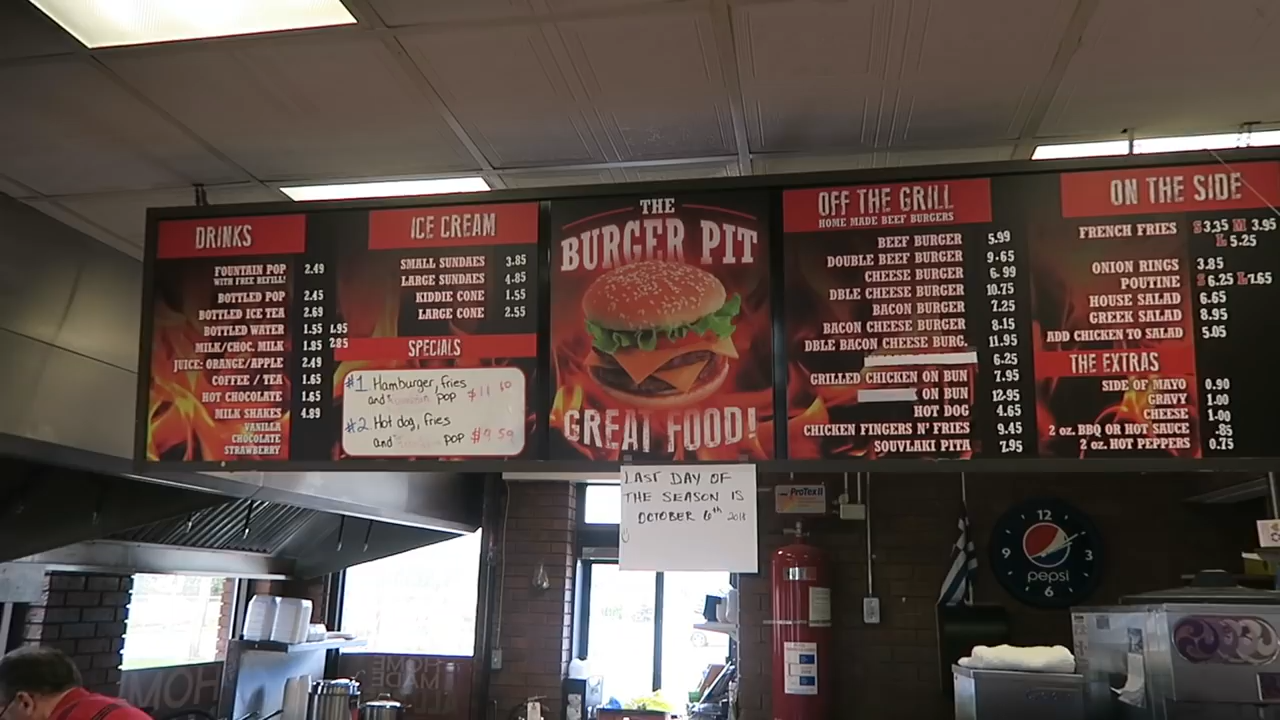 DRINKS
FOUNTAIN POP 2.49
WITH FREE REFILL!
BOTTLED POP 2.45
BOTTLED ICE TEA 2.69
BOTTLED WATER 1.55 1.95
MILK/CHOC. MILK 1.85 2.85
JUICE: ORANGE/APPLE 2.49
COFFEE / TEA 1.65
HOT CHOCOLATE 1.65
MILK SHAKES 4.89
VANILLA
CHOCOLATE
STRAWBERRY
ICE CREAM
SMALL SUNDAES 3.85
LARGE SUNDAES 4.85
KIDDIE CONE 1.55
LARGE CONE 2.55
SPECIALS
#1 Hamburger, fries
and pop
#2 Hot dog, fries
and pop $9.59
THE
BURGER PIT
GREAT FOOD!
OFF THE GRILL
HOME MADE BEEF BURGERS
BEEF BURGER 5.99
DOUBLE BEEF BURGER 9.65
CHEESE BURGER 6.99
DBLE CHEESE BURGER 10.75
BACON BURGER 7.25
BACON CHEESE BURGER 8.15
DBLE BACON CHEESE BURG. 11.95
6.25
GRILLED CHICKEN ON BUN 7.95
ON BUN 12.95
HOT DOG 4.65
CHICKEN FINGERS N' FRIES 9.45
SOUVLAKI PITA 7.95
ON THE SIDE
FRENCH FRIES S 3.35 M 3.95
L 5.25
ONION RINGS 3.85
POUTINE S 6.25 L 7.65
HOUSE SALAD 6.65
GREEK SALAD 8.95
ADD CHICKEN TO SALAD 5.05
THE EXTRAS
SIDE OF MAYO 0.90
GRAVY 1.00
CHEESE 1.00
2 oz. BBQ OR HOT SAUCE .85
2 oz. HOT PEPPERS 0.75
LAST DAY OF
THE SEASON IS
OCTOBER 6th 2018
ProTex II
12
9 3
pepsi
6
HOME
HOME
MADE